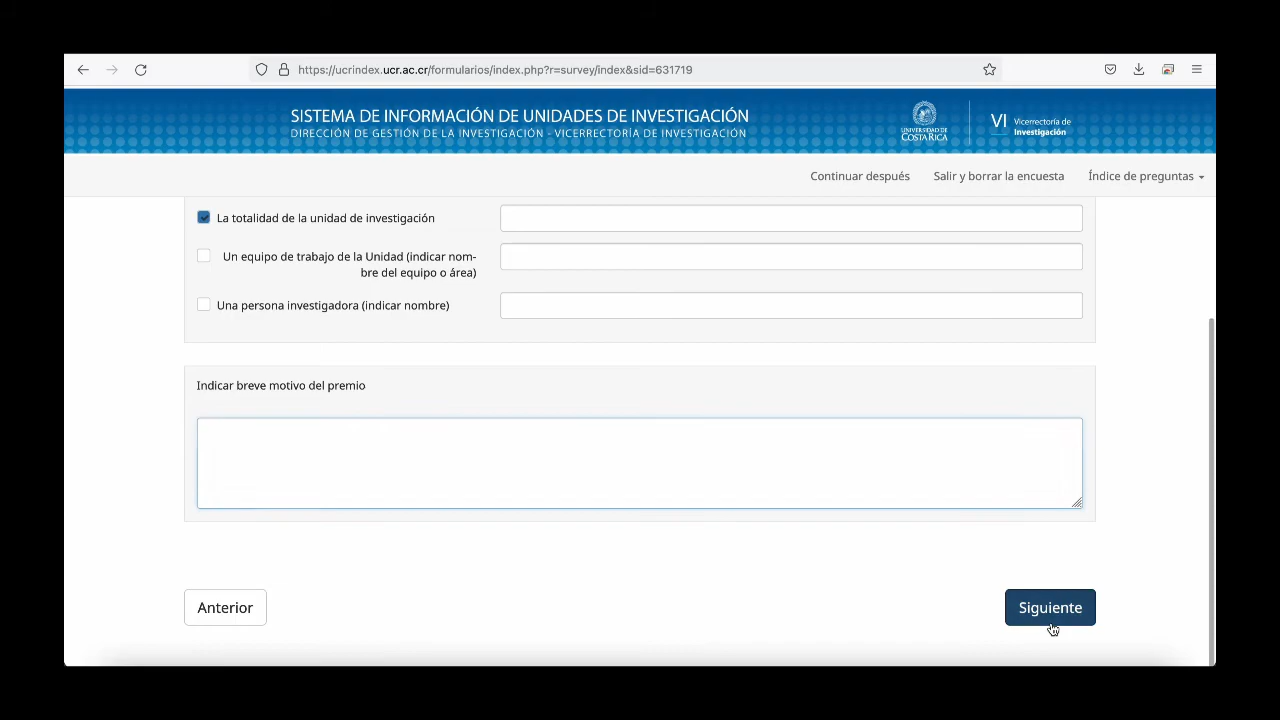 https://ucrindex.ucr.ac.cr/formularios/index.php?r=survey/index&sid=631719
SISTEMA DE INFORMACIÓN DE UNIDADES DE INVESTIGACIÓN
DIRECCIÓN DE GESTIÓN DE LA INVESTIGACIÓN - VICERRECTORÍA DE INVESTIGACIÓN
UNIVERSIDAD DE
COSTA RICA
VI Vicerrectoría de
Investigación
Continuar después
Salir y borrar la encuesta
Índice de preguntas
La totalidad de la unidad de investigación
Un equipo de trabajo de la Unidad (indicar nom-
bre del equipo o área)
Una persona investigadora (indicar nombre)
Indicar breve motivo del premio
Anterior
Siguiente